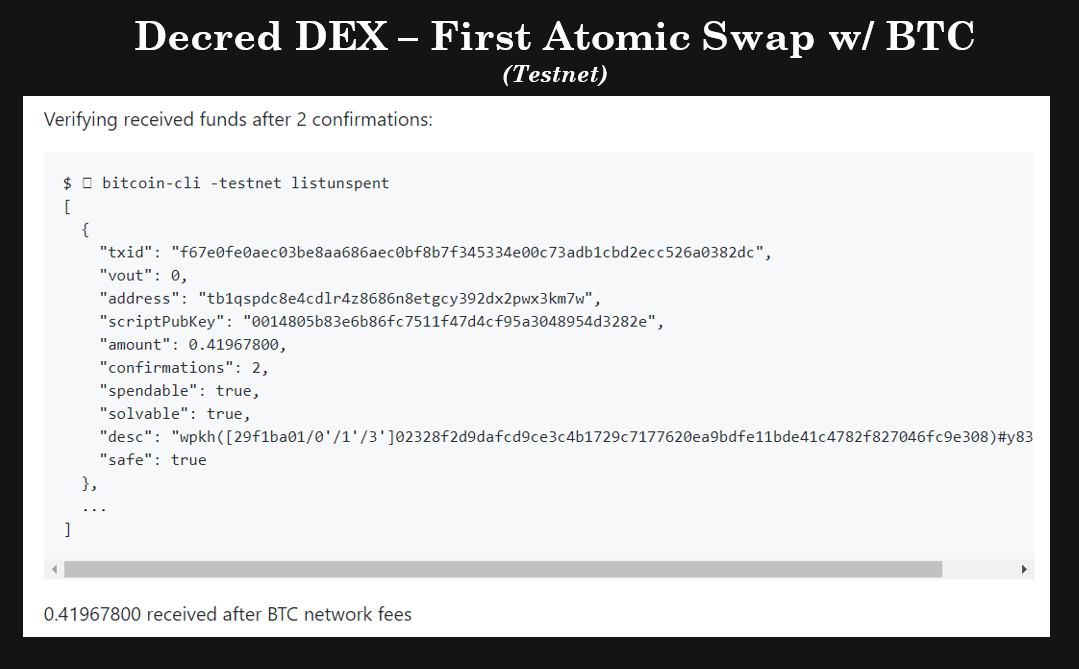 Decred DEX – First Atomic Swap w/ BTC
(Testnet)
Verifying received funds after 2 confirmations:
$ bitcoin-cli -testnet listunspent
[
{
"txid": "f67e0fe0aec03be8aa686aec0bf8b7f345334e00c73adb1cbd2ecc526a0382dc",
"vout": 0,
"address": "tb1qspdc8e4cdlr4z8686n8etgcy392dx2pwx3km7w",
"scriptPubKey": "0014805b83e6b86fc7511f47d4cf95a3048954d3282e",
"amount": 0.41967800,
"confirmations": 2,
"spendable": true,
"solvable": true,
"desc": "wpkh([29f1ba01/0'/1'/3']02328f2d9dafcd9ce3c4b1729c7177620ea9bdfe11bde41c4782f827046fc9e308)#y83
"safe": true
},
...
]
0.41967800 received after BTC network fees